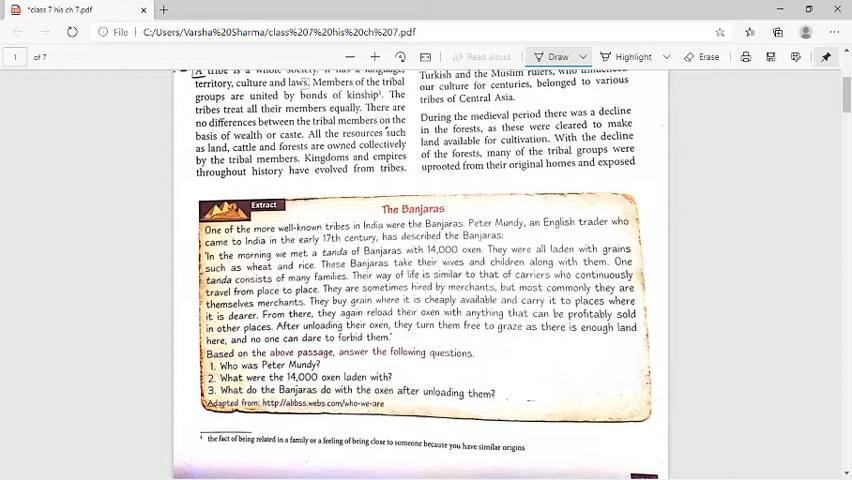 *class 7 his ch 7.pdf
File
C:/Users/Varsha%20Sharma/class%207%20his%20ch%207.pdf
1 of 7
Read aloud
Draw
Highlight
Erase
A tribe is a whole society. It has a language,
territory, culture and laws. Members of the tribal
groups are united by bonds of kinship¹. The
tribes treat all their members equally. There are
no differences between the tribal members on the
basis of wealth or caste. All the resources such
as land, cattle and forests are owned collectively
by the tribal members. Kingdoms and empires
throughout history have evolved from tribes.
Turkish and the Muslim rulers, who influenced
our culture for centuries, belonged to various
tribes of Central Asia.
During the medieval period there was a decline
in the forests, as these were cleared to make
land available for cultivation. With the decline
of the forests, many of the tribal groups were
uprooted from their original homes and exposed
Extract
The Banjaras
One of the more well-known tribes in India were the Banjaras. Peter Mundy, an English trader who
came to India in the early 17th century, has described the Banjaras:
'In the morning we met a tanda of Banjaras with 14,000 oxen. They were all laden with grains
such as wheat and rice. These Banjaras take their wives and children along with them. One
tanda consists of many families. Their way of life is similar to that of carriers who continuously
travel from place to place. They are sometimes hired by merchants, but most commonly they are
themselves merchants. They buy grain where it is cheaply available and carry it to places where
it is dearer. From there, they again reload their oxen with anything that can be profitably sold
in other places. After unloading their oxen, they turn them free to graze as there is enough land
here, and no one can dare to forbid them.'
Based on the above passage, answer the following questions.
1. Who was Peter Mundy?
2. What were the 14,000 oxen laden with?
3. What do the Banjaras do with the oxen after unloading them?
Adapted from: http://abbss.webs.com/who-we-are
¹ the fact of being related in a family or a feeling of being close to someone because you have similar origins